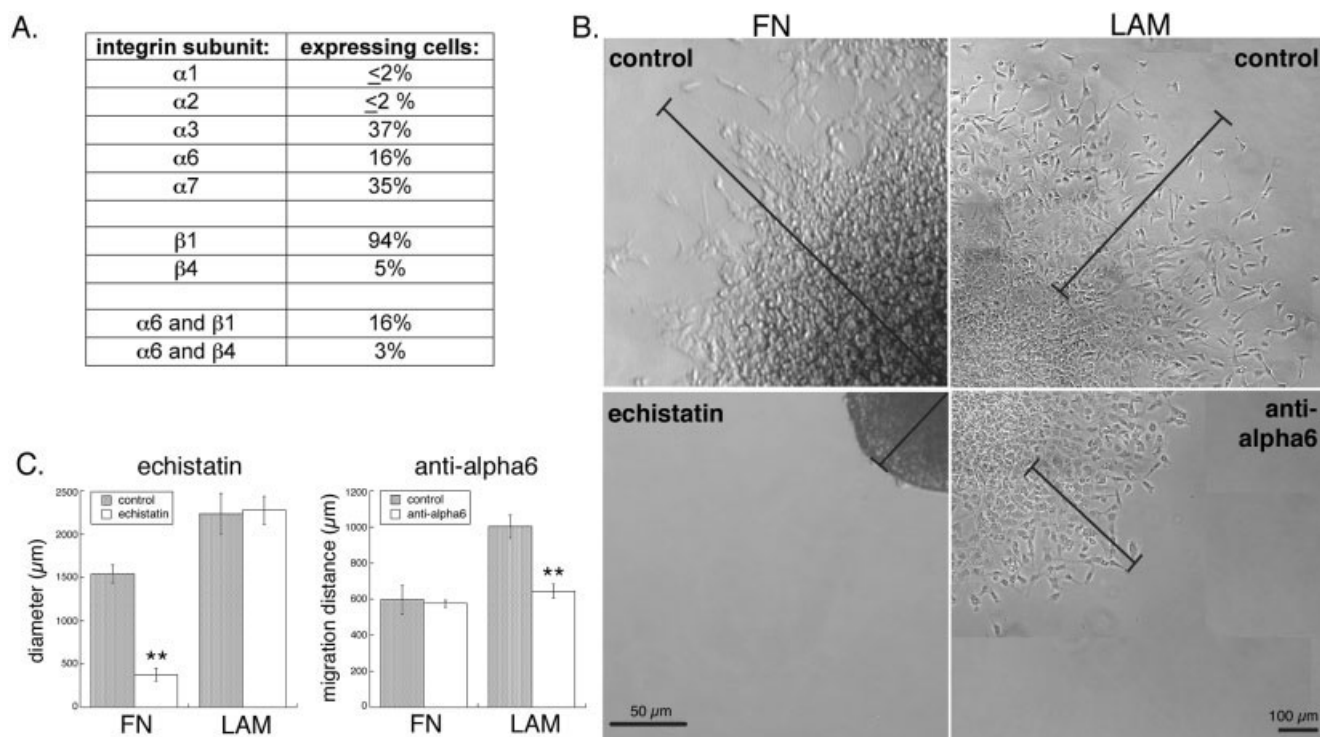 A.
integrin subunit: expressing cells:
α1 ≤2%
α2 ≤2 %
α3 37%
α6 16%
α7 35%
β1 94%
β4 5%
α6 and β1 16%
α6 and β4 3%
B.
FN LAM
control control
echistatin anti-
alpha6
50 µm 100 µm
C.
echistatin
diameter (µm)
2500
2000
1500
1000
500
0
control
echistatin
**
FN LAM
anti-alpha6
migration distance (µm)
1200
1000
800
600
400
200
0
control
anti-alpha6
**
FN LAM